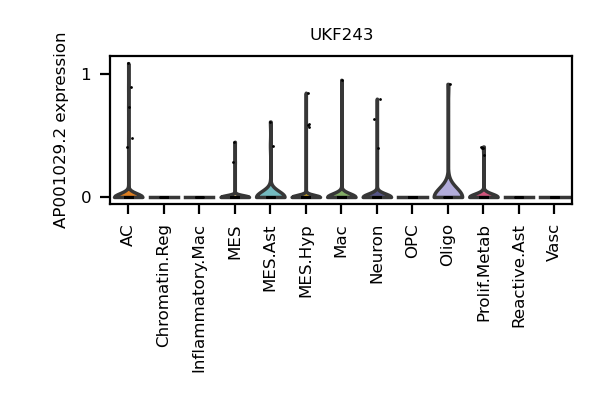 UKF243
AP001029.2 expression
1
0
AC
Chromatin.Reg
Inflammatory.Mac
MES
MES.Ast
MES.Hyp
Mac
Neuron
OPC
Oligo
Prolif.Metab
Reactive.Ast
Vasc